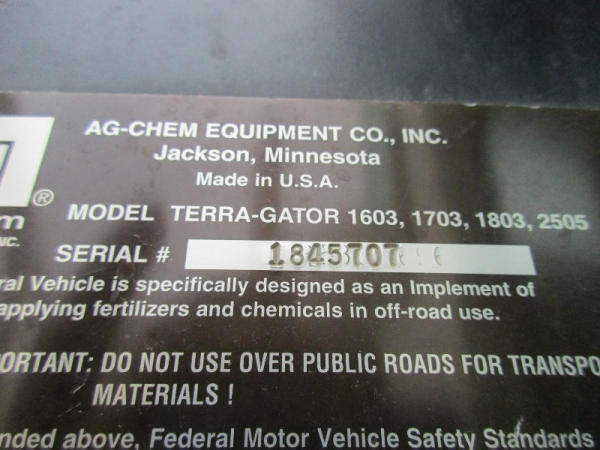 AG-CHEM EQUIPMENT CO., INC.
Jackson, Minnesota
Made in U.S.A.
®
m
NC.
MODEL TERRA-GATOR 1603, 1703, 1803, 2505
SERIAL # 1845707
ral Vehicle is specifically designed as an Implement of
applying fertilizers and chemicals in off-road use.
ORTANT: DO NOT USE OVER PUBLIC ROADS FOR TRANSPO
MATERIALS !
nded above, Federal Motor Vehicle Safety Standards